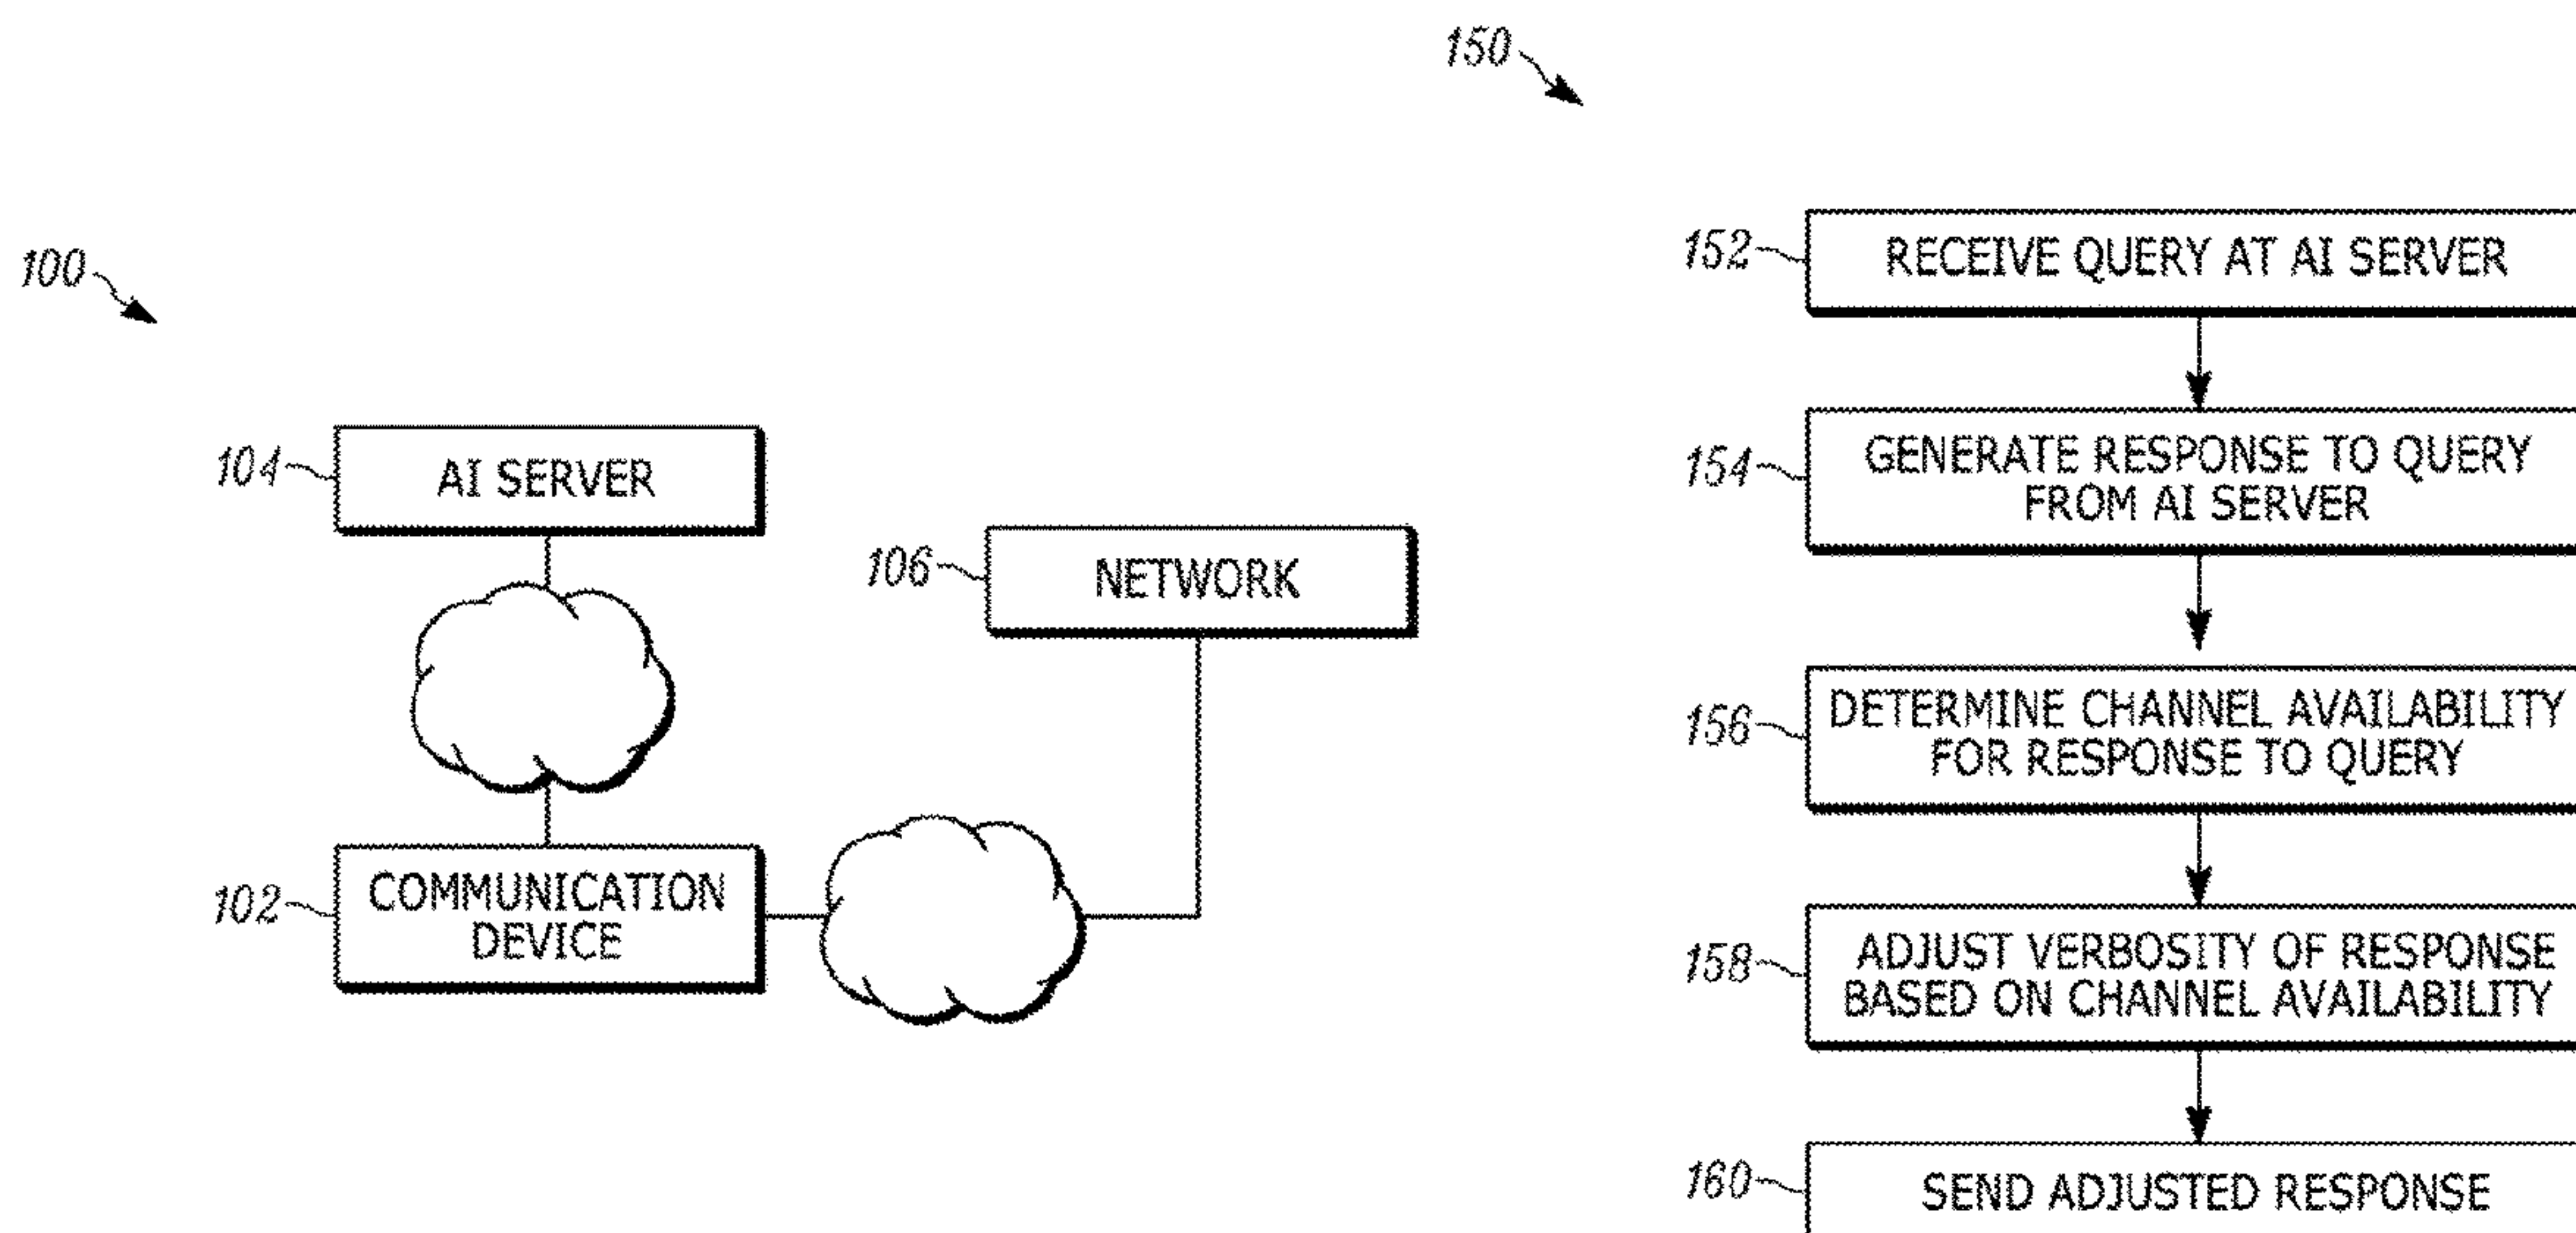 100
104
AI SERVER
106
NETWORK
102
COMMUNICATION
DEVICE
150
152
RECEIVE QUERY AT AI SERVER
154
GENERATE RESPONSE TO QUERY
FROM AI SERVER
156
DETERMINE CHANNEL AVAILABILITY
FOR RESPONSE TO QUERY
158
ADJUST VERBOSITY OF RESPONSE
BASED ON CHANNEL AVAILABILITY
160
SEND ADJUSTED RESPONSE